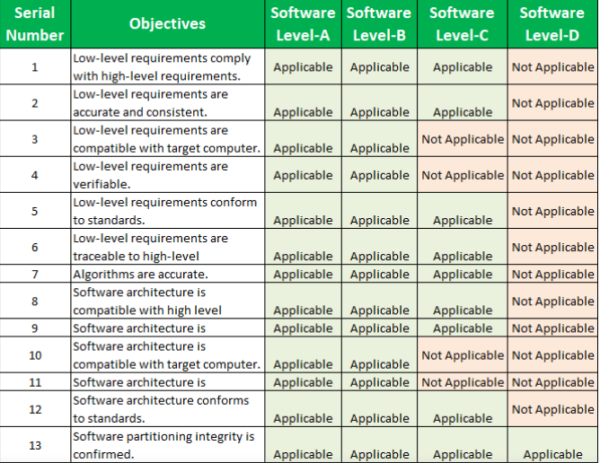 Serial Number Objectives Software Level-A Software Level-B Software Level-C Software Level-D
1 Low-level requirements comply with high-level requirements. Applicable Applicable Applicable Not Applicable
2 Low-level requirements are accurate and consistent. Applicable Applicable Applicable Not Applicable
3 Low-level requirements are compatible with target computer. Applicable Applicable Not Applicable Not Applicable
4 Low-level requirements are verifiable. Applicable Applicable Not Applicable Not Applicable
5 Low-level requirements conform to standards. Applicable Applicable Applicable Not Applicable
6 Low-level requirements are traceable to high-level Applicable Applicable Applicable Not Applicable
7 Algorithms are accurate. Applicable Applicable Applicable Not Applicable
8 Software architecture is compatible with high level Applicable Applicable Applicable Not Applicable
9 Software architecture is Applicable Applicable Applicable Not Applicable
10 Software architecture is compatible with target computer. Applicable Applicable Not Applicable Not Applicable
11 Software architecture is Applicable Applicable Not Applicable Not Applicable
12 Software architecture conforms to standards. Applicable Applicable Applicable Not Applicable
13 Software partitioning integrity is confirmed. Applicable Applicable Applicable Applicable